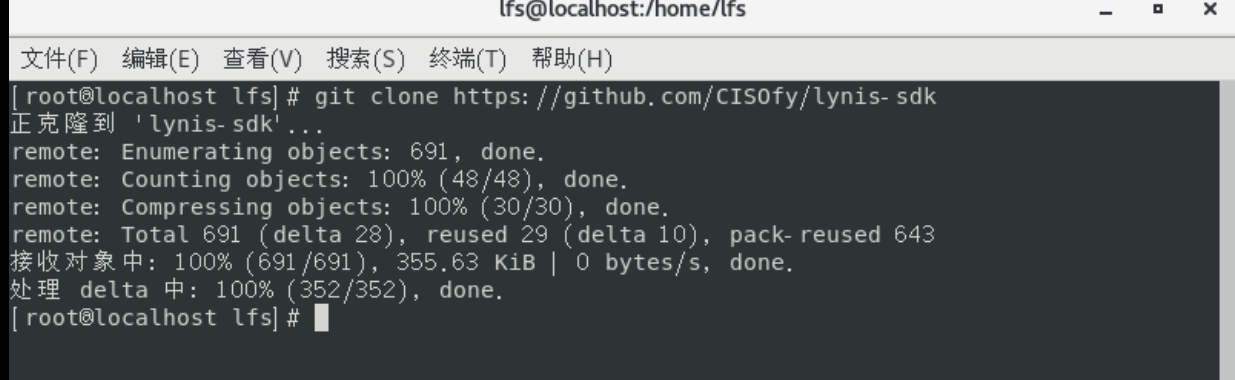 lfs@localhost:/home/lfs
文件(F) 编辑(E) 查看(V) 搜索(S) 终端(T) 帮助(H)
[root@localhost lfs]# git clone https://github.com/CISOfy/lynis-sdk
正克隆到 'lynis-sdk'...
remote: Enumerating objects: 691, done.
remote: Counting objects: 100% (48/48), done.
remote: Compressing objects: 100% (30/30), done.
remote: Total 691 (delta 28), reused 29 (delta 10), pack-reused 643
接收对象中: 100% (691/691), 355.63 KiB | 0 bytes/s, done.
处理 delta 中: 100% (352/352), done.
[root@localhost lfs]#